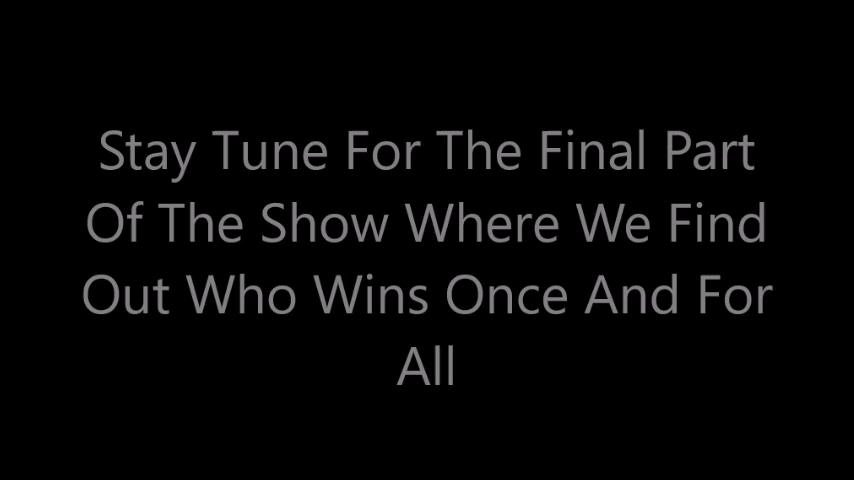 Stay Tune For The Final Part
Of The Show Where We Find
Out Who Wins Once And For
All